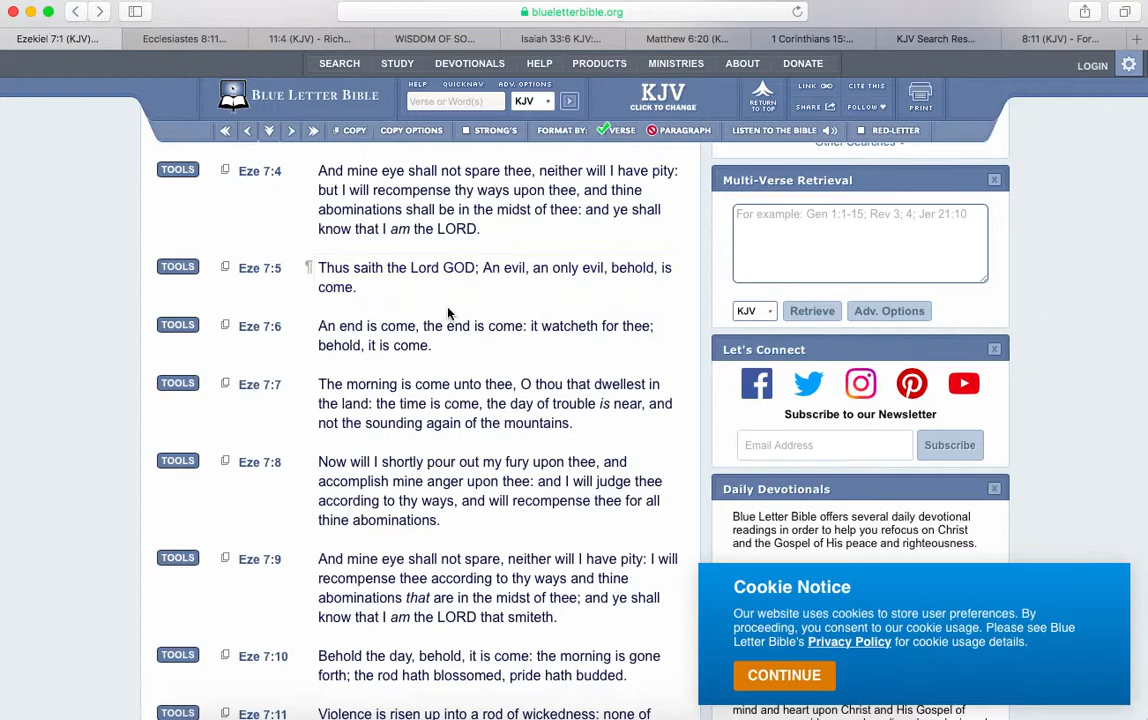 blueletterbible.org
Ezekiel 7:1 (KJV)...
Ecclesiastes 8:11...
11:4 (KJV) - Rich...
WISDOM OF SO...
Isaiah 33:6 KJV:...
Matthew 6:20 (K...
1 Corinthians 15:...
KJV Search Res...
8:11 (KJV) - For...
SEARCH STUDY DEVOTIONALS HELP PRODUCTS MINISTRIES ABOUT DONATE
LOGIN
BLUE LETTER BIBLE
HELP QUICKNAV ADV. OPTIONS
Verse or Word(s)
KJV
KJV
CLICK TO CHANGE
RETURN
TO TOP
LINK
CITE THIS
SHARE
FOLLOW
PRINT
COPY COPY OPTIONS STRONG'S FORMAT BY: VERSE PARAGRAPH LISTEN TO THE BIBLE RED-LETTER
TOOLS
Eze 7:4
And mine eye shall not spare thee, neither will I have pity:
but I will recompense thy ways upon thee, and thine
abominations shall be in the midst of thee: and ye shall
know that I am the LORD.
TOOLS
Eze 7:5
¶
Thus saith the Lord GOD; An evil, an only evil, behold, is
come.
TOOLS
Eze 7:6
An end is come, the end is come: it watcheth for thee;
behold, it is come.
TOOLS
Eze 7:7
The morning is come unto thee, O thou that dwellest in
the land: the time is come, the day of trouble is near, and
not the sounding again of the mountains.
TOOLS
Eze 7:8
Now will I shortly pour out my fury upon thee, and
accomplish mine anger upon thee: and I will judge thee
according to thy ways, and will recompense thee for all
thine abominations.
TOOLS
Eze 7:9
And mine eye shall not spare, neither will I have pity: I will
recompense thee according to thy ways and thine
abominations that are in the midst of thee; and ye shall
know that I am the LORD that smiteth.
TOOLS
Eze 7:10
Behold the day, behold, it is come: the morning is gone
forth; the rod hath blossomed, pride hath budded.
TOOLS
Eze 7:11
Violence is risen up into a rod of wickedness: none of
Other Searches
Multi-Verse Retrieval
For example: Gen 1:1-15; Rev 3; 4; Jer 21:10
KJV
Retrieve
Adv. Options
Let's Connect
Subscribe to our Newsletter
Email Address
Subscribe
Daily Devotionals
Blue Letter Bible offers several daily devotional
readings in order to help you refocus on Christ
and the Gospel of His peace and righteousness.
Cookie Notice
Our website uses cookies to store user preferences. By
proceeding, you consent to our cookie usage. Please see Blue
Letter Bible's Privacy Policy for cookie usage details.
CONTINUE
mind and heart upon Christ and His Gospel of